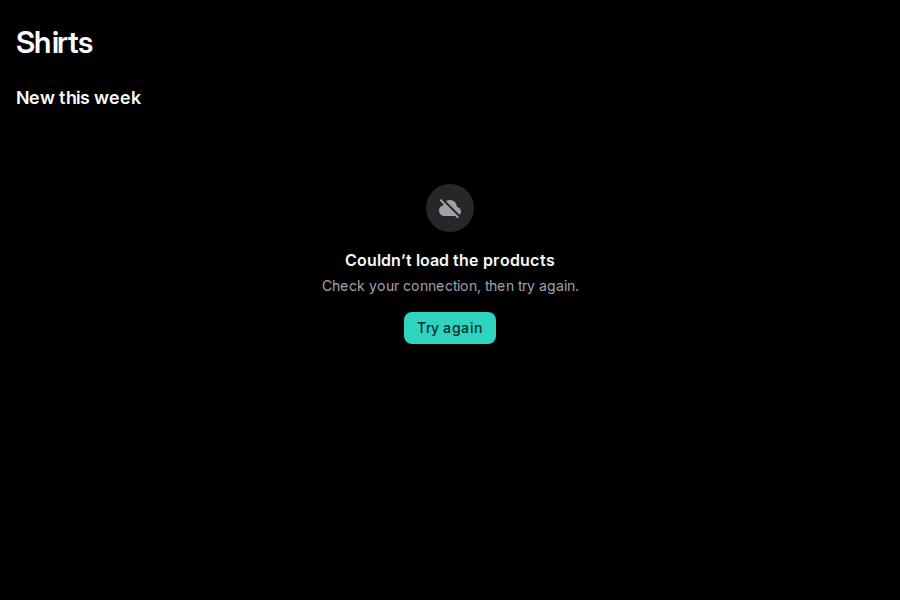 Shirts
New this week
Couldn’t load the products
Check your connection, then try again.
Try again